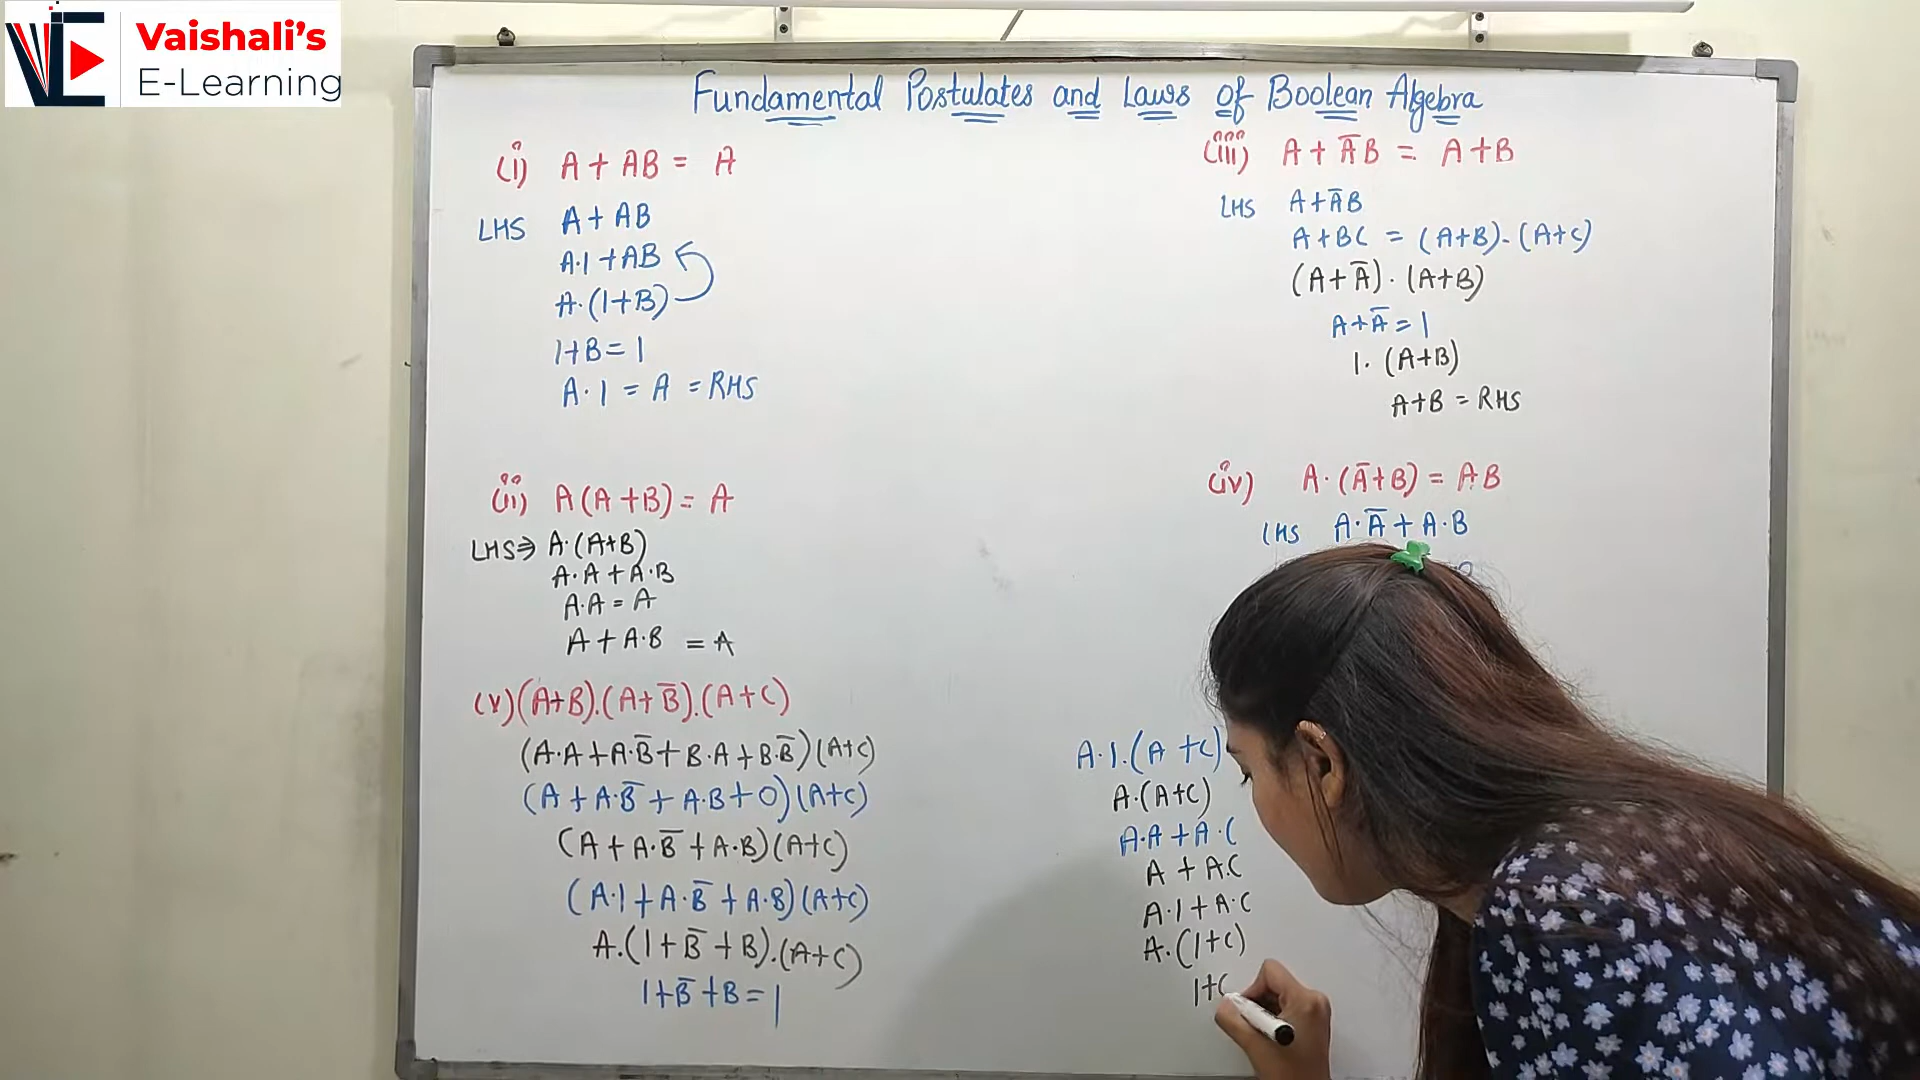 Vaishali's
E-Learning
Fundamental Postulates and Laws of Boolean Algebra
(i) A + AB = A
LHS A + AB
A·1 + AB
A·(1+B)
1+B = 1
A·1 = A = RHS
(ii) A(A+B) = A
LHS⇒ A·(A+B)
A·A + A·B
A·A = A
A + A·B = A
(iii) A + A̅B = A+B
LHS A+A̅B
A+BC = (A+B)·(A+C)
(A+A̅)·(A+B)
A+A̅ = 1
1·(A+B)
A+B = RHS
(iv) A·(A̅+B) = AB
LHS A·A̅ + A·B
(v) (A+B).(A+B̅).(A+C)
(A·A + A·B̅ + B·A + B·B̅)(A+C)
(A + A·B̅ + A·B + 0)(A+C)
(A + A·B̅ + A·B)(A+C)
(A·1 + A·B̅ + A·B)(A+C)
A.(1+B̅+B).(A+C)
1+B̅+B = 1
A·1.(A+C)
A·(A+C)
A·A + A·C
A + A.C
A·1 + A·C
A.(1+C)
1+C